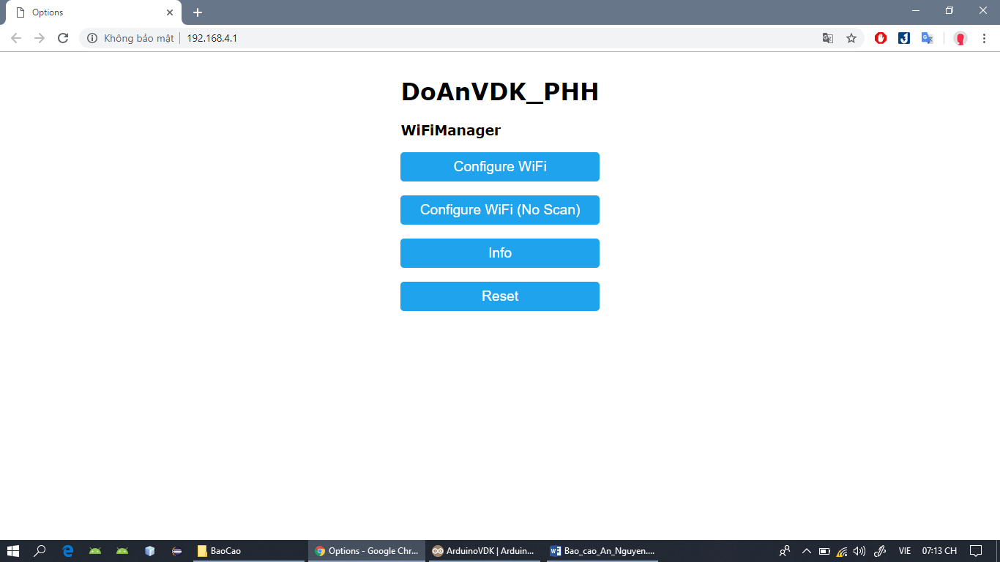 Options
Không bảo mật
192.168.4.1
DoAnVDK_PHH
WiFiManager
Configure WiFi
Configure WiFi (No Scan)
Info
Reset
BaoCao
Options - Google Chr...
ArduinoVDK | Arduin...
Bao_cao_An_Nguyen....
VIE
07:13 CH